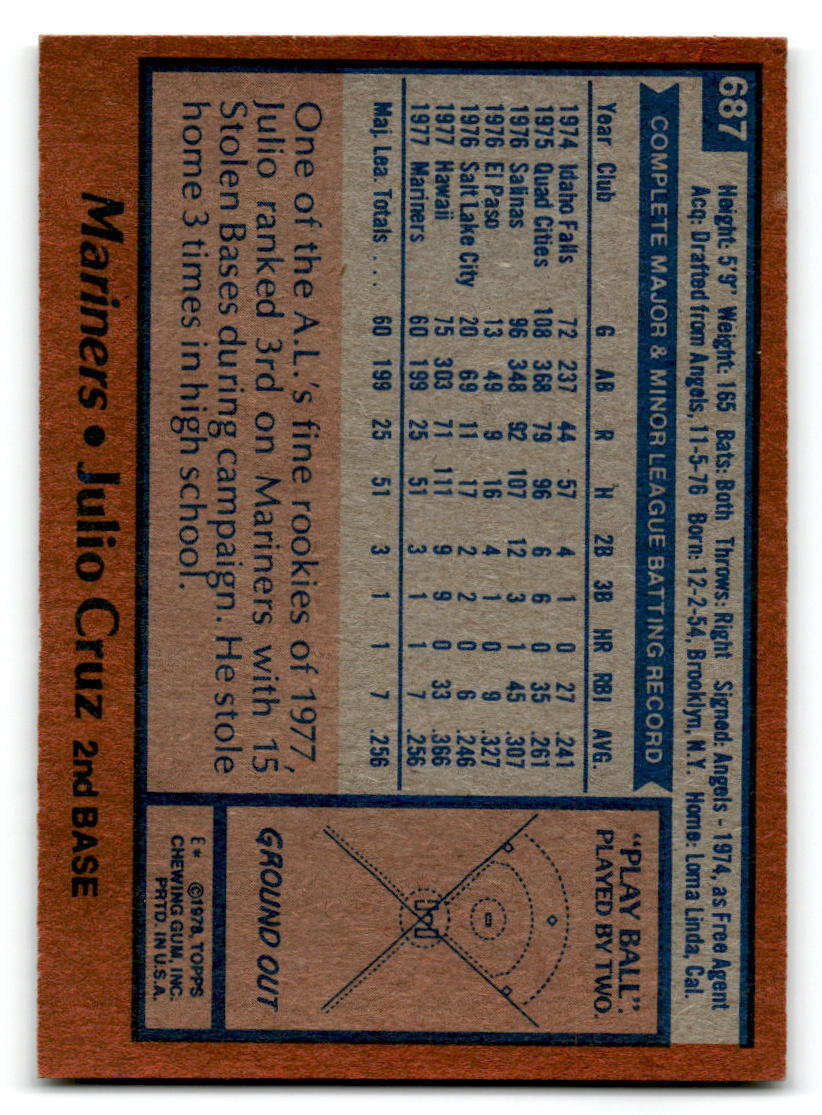 687
Height: 5'9" Weight: 165 Bats: Both Throws: Right Signed: Angels - 1974, as Free Agent
Acq: Drafted from Angels, 11-5-76 Born: 12-2-54, Brooklyn, N.Y. Home: Loma Linda, Cal.
COMPLETE MAJOR & MINOR LEAGUE BATTING RECORD
Year Club G AB R H 2B 3B HR RBI AVG.
1974 Idaho Falls 72 237 44 57 4 1 0 27 .241
1975 Quad Cities 108 368 79 96 6 6 0 35 .261
1976 Salinas 96 348 92 107 12 3 1 45 .307
1976 El Paso 13 49 9 16 4 1 0 9 .327
1976 Salt Lake City 20 69 11 17 2 2 0 6 .246
1977 Hawaii 75 303 71 111 9 9 0 33 .366
1977 Mariners 60 199 25 51 3 1 1 7 .256
Maj. Lea. Totals . . . 60 199 25 51 3 1 1 7 .256
One of the A.L.'s fine rookies of 1977,
Julio ranked 3rd on Mariners with 15
Stolen Bases during campaign. He stole
home 3 times in high school.
"PLAY BALL":
PLAYED BY TWO.
GROUND OUT
E* ©1978, TOPPS
CHEWING GUM, INC.
PRTD. IN U.S.A.
Mariners • Julio Cruz 2nd BASE